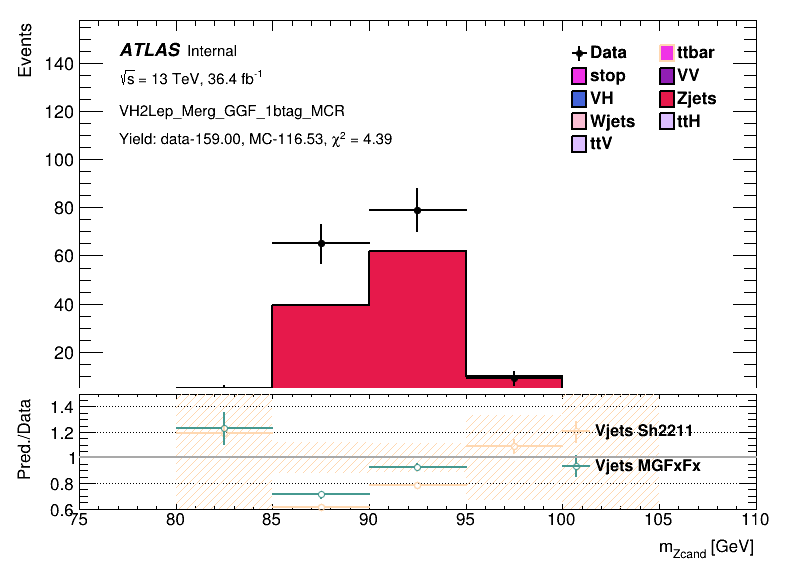 Events
ATLAS Internal
√s = 13 TeV, 36.4 fb⁻¹
VH2Lep_Merg_GGF_1btag_MCR
Yield: data-159.00, MC-116.53, χ² = 4.39
Data
ttbar
stop
VV
VH
Zjets
Wjets
ttH
ttV
140
120
100
80
60
40
20
Pred./Data
1.4
1.2
1
0.8
0.6
Vjets Sh2211
Vjets MGFxFx
75 80 85 90 95 100 105 110
m_Zcand [GeV]